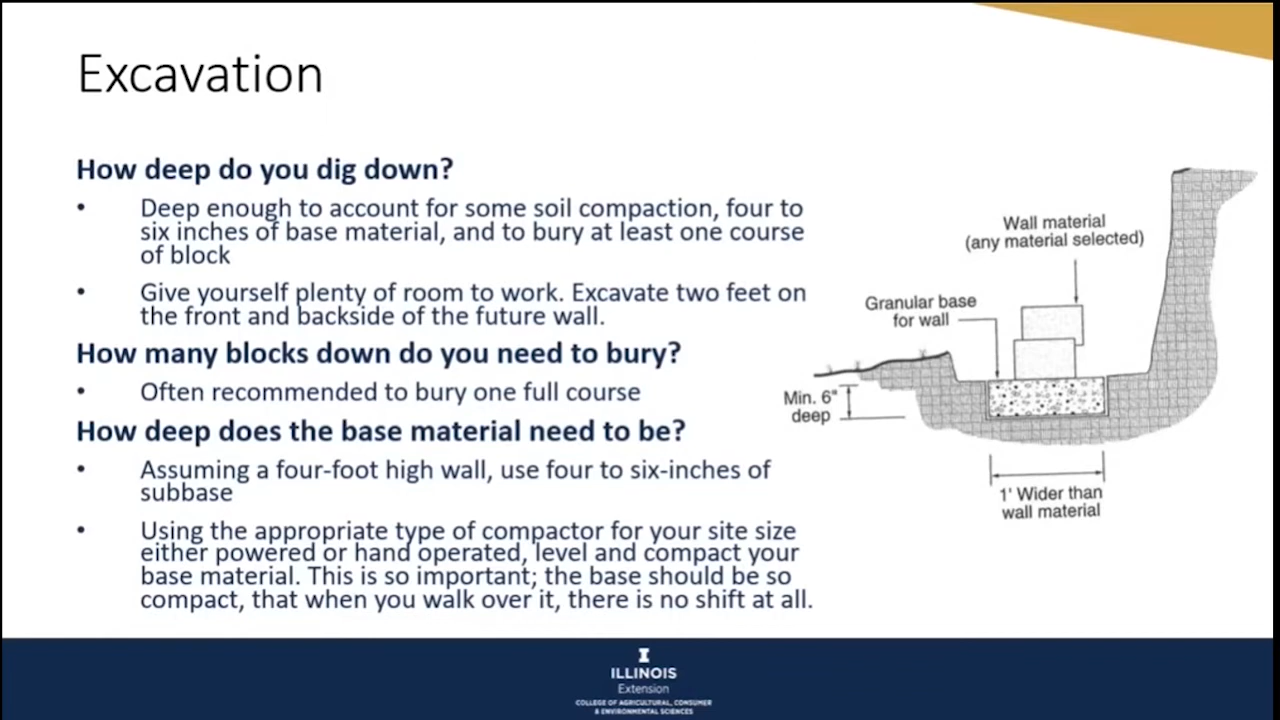 Excavation
How deep do you dig down?
• Deep enough to account for some soil compaction, four to
six inches of base material, and to bury at least one course
of block
• Give yourself plenty of room to work. Excavate two feet on
the front and backside of the future wall.
How many blocks down do you need to bury?
• Often recommended to bury one full course
How deep does the base material need to be?
• Assuming a four-foot high wall, use four to six-inches of
subbase
• Using the appropriate type of compactor for your site size
either powered or hand operated, level and compact your
base material. This is so important; the base should be so
compact, that when you walk over it, there is no shift at all.
Wall material
(any material selected)
Granular base
for wall
Min. 6"
deep
1' Wider than
wall material
I
ILLINOIS
Extension
COLLEGE OF AGRICULTURAL, CONSUMER
& ENVIRONMENTAL SCIENCES